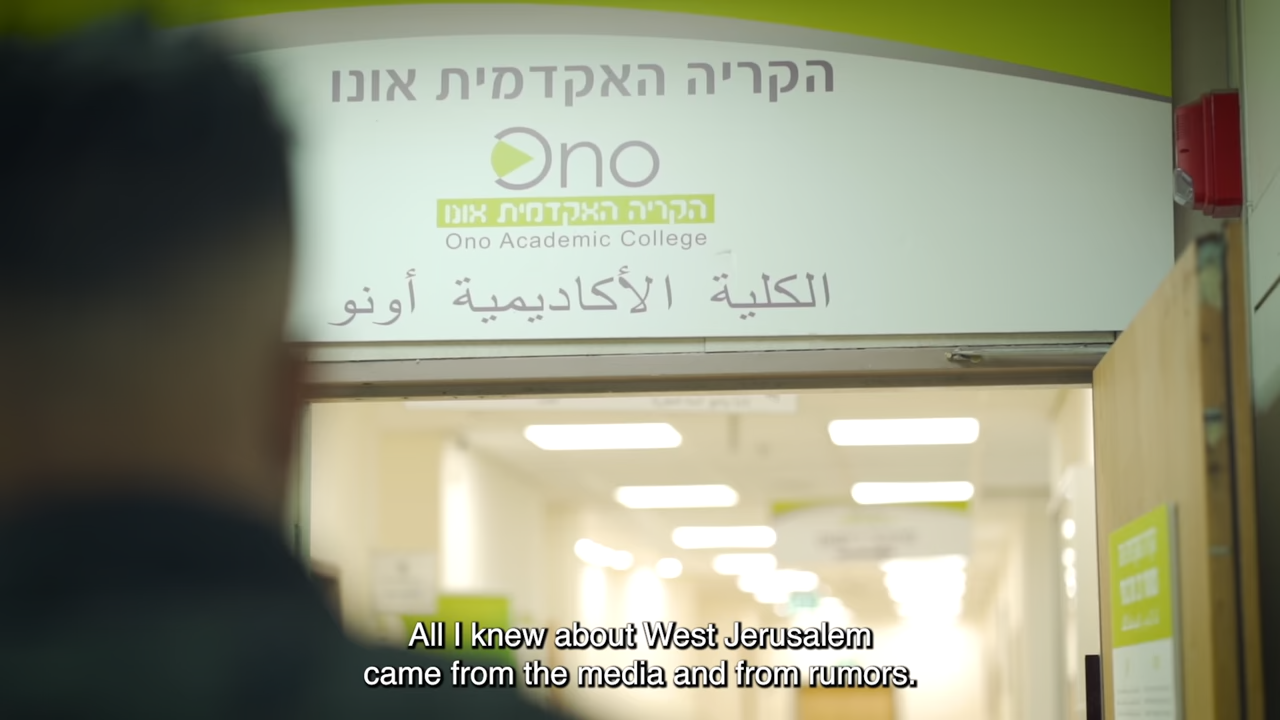 הקריה האקדמית אונו
Ono
הקריה האקדמית אונו
Ono Academic College
الكلية الأكاديمية أونو
All I knew about West Jerusalem
came from the media and from rumors.